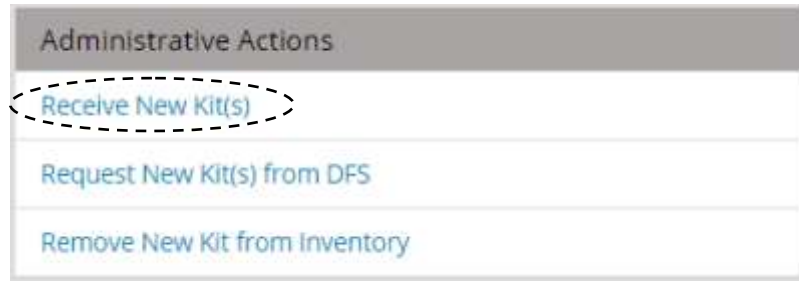 Administrative Actions
Receive New Kit(s)
Request New Kit(s) from DFS
Remove New Kit from Inventory